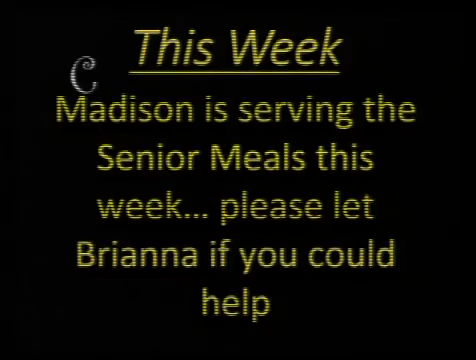 This Week
C
Madison is serving the
Senior Meals this
week... please let
Brianna if you could
help